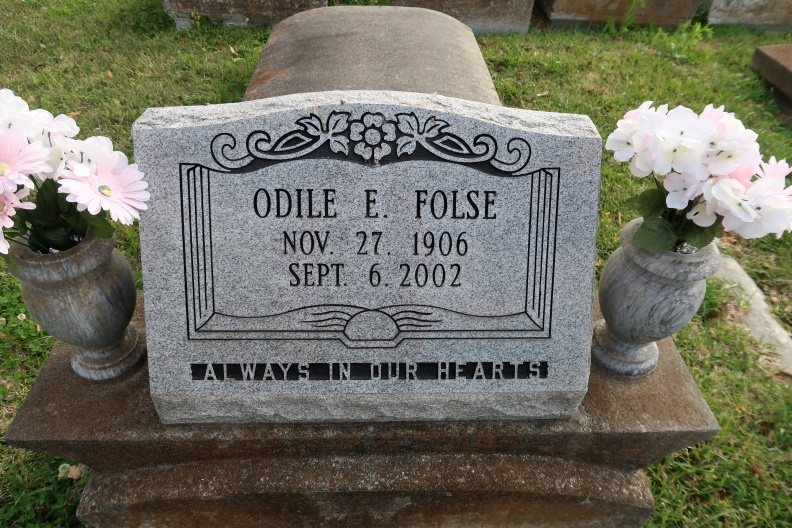 ODILE E. FOLSE
NOV. 27. 1906
SEPT. 6. 2002
ALWAYS IN OUR HEARTS